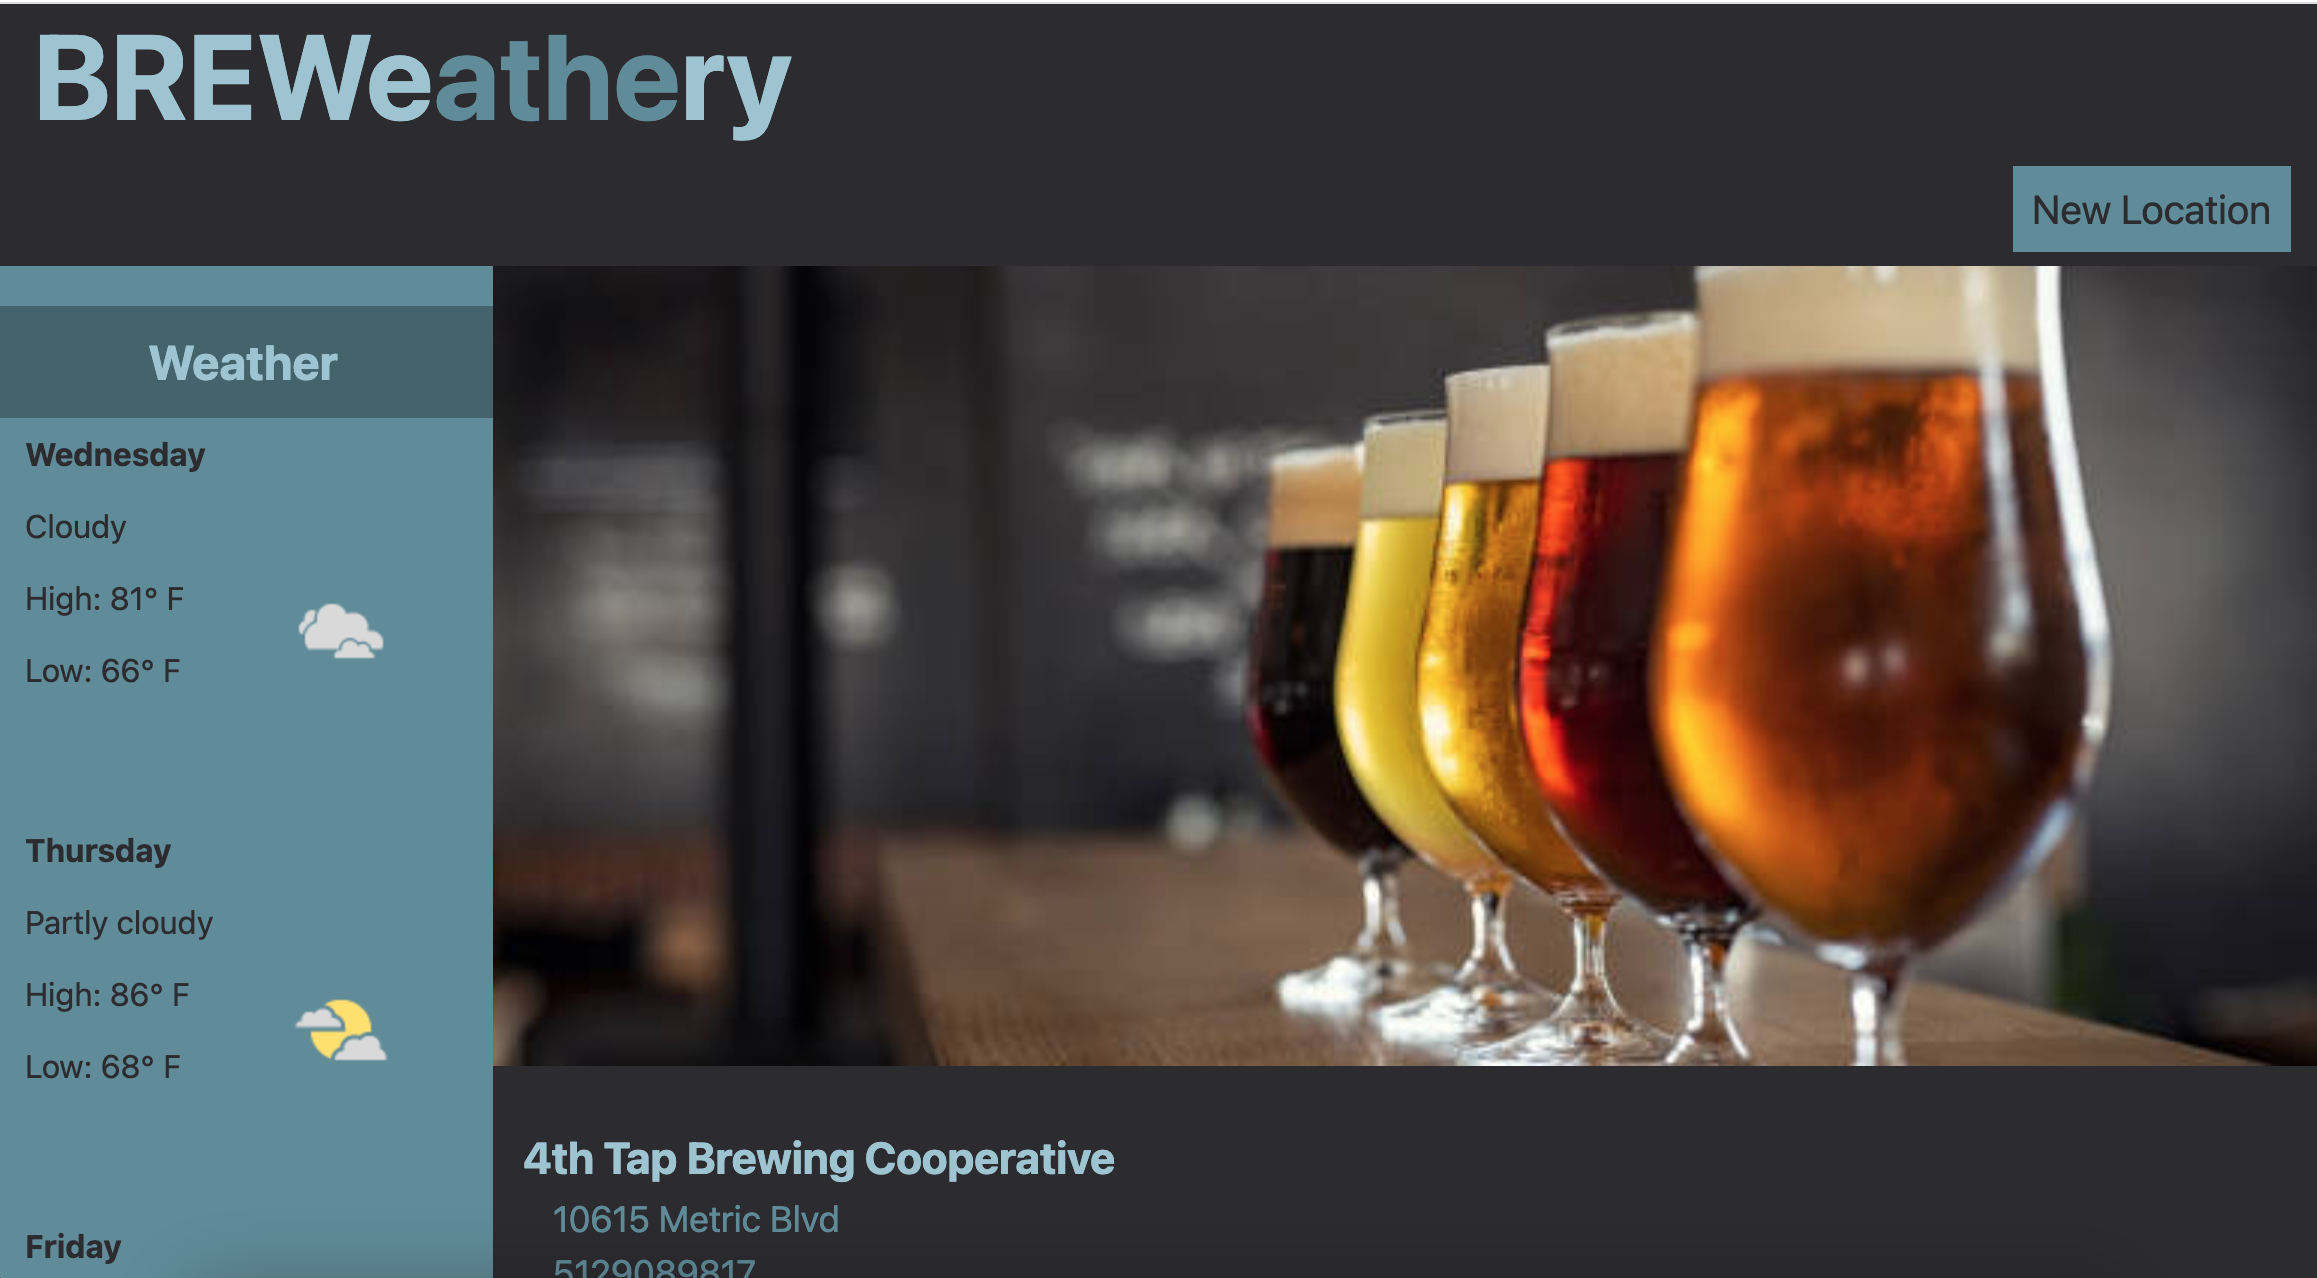 BREWeathery
New Location
Weather
Wednesday
Cloudy
High: 81° F
Low: 66° F
Thursday
Partly cloudy
High: 86° F
Low: 68° F
Friday
4th Tap Brewing Cooperative
10615 Metric Blvd
5129089817